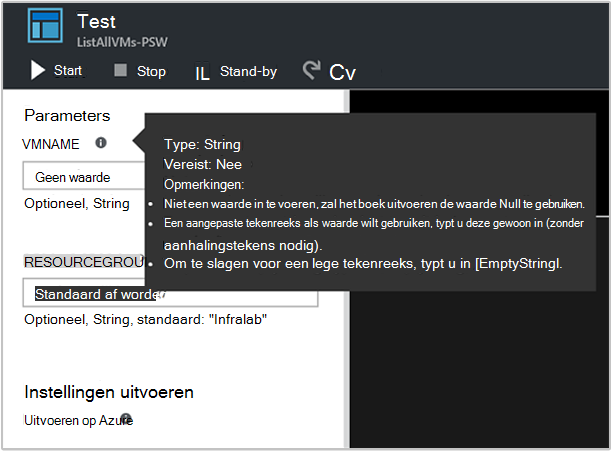 Test
ListAllVMs-PSW
Start
Stop
IL Stand-by
Cv
Parameters
VMNAME
Geen waarde
Optioneel, String
Type: String
Vereist: Nee
Opmerkingen:
Niet een waarde in te voeren, zal het boek uitvoeren de waarde Null te gebruiken.
Een aangepaste tekenreeks als waarde wilt gebruiken, typt u deze gewoon in (zonder
aanhalingstekens nodig).
Om te slagen voor een lege tekenreeks, typt u in [EmptyStringl.
RESOURCEGROU
Standaard af worde
Optioneel, String, standaard: "Infralab"
Instellingen uitvoeren
Uitvoeren op Azure